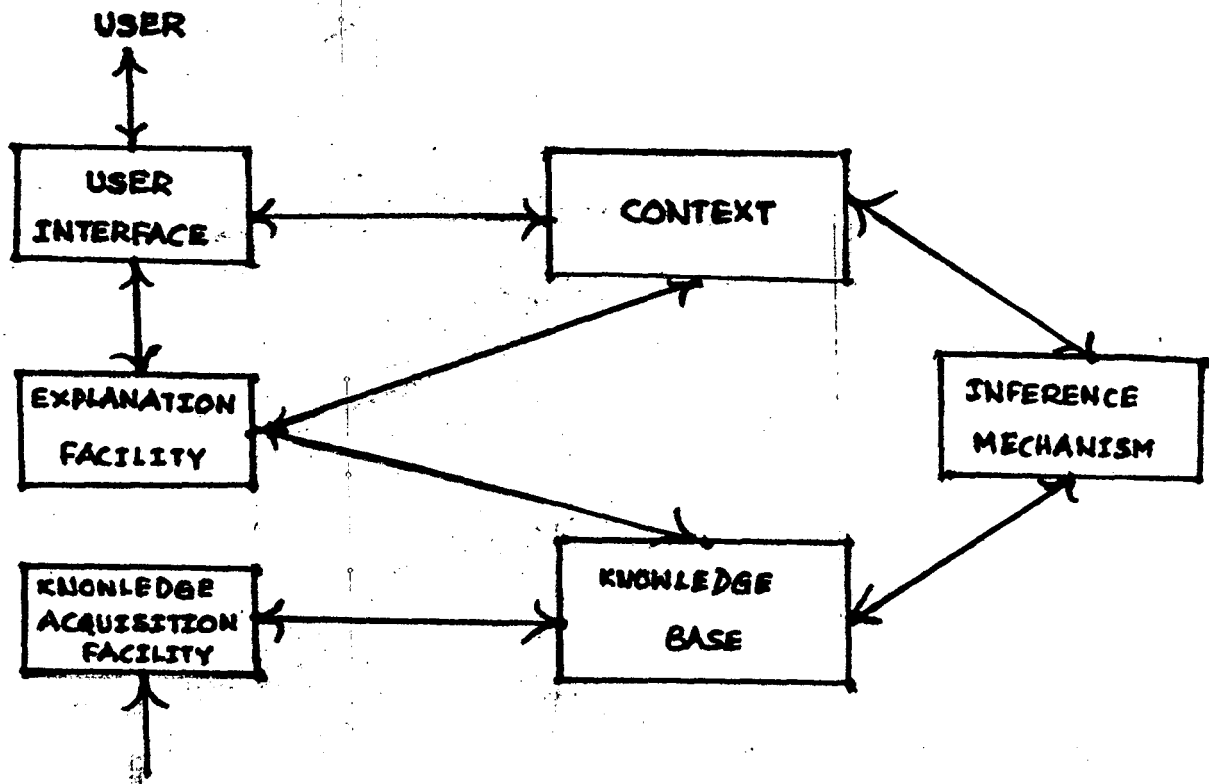 USER
USER
INTERFACE
CONTEXT
EXPLANATION
FACILITY
INFERENCE
MECHANISM
KNOWLEDGE
ACQUISITION
FACILITY
KNOWLEDGE
BASE